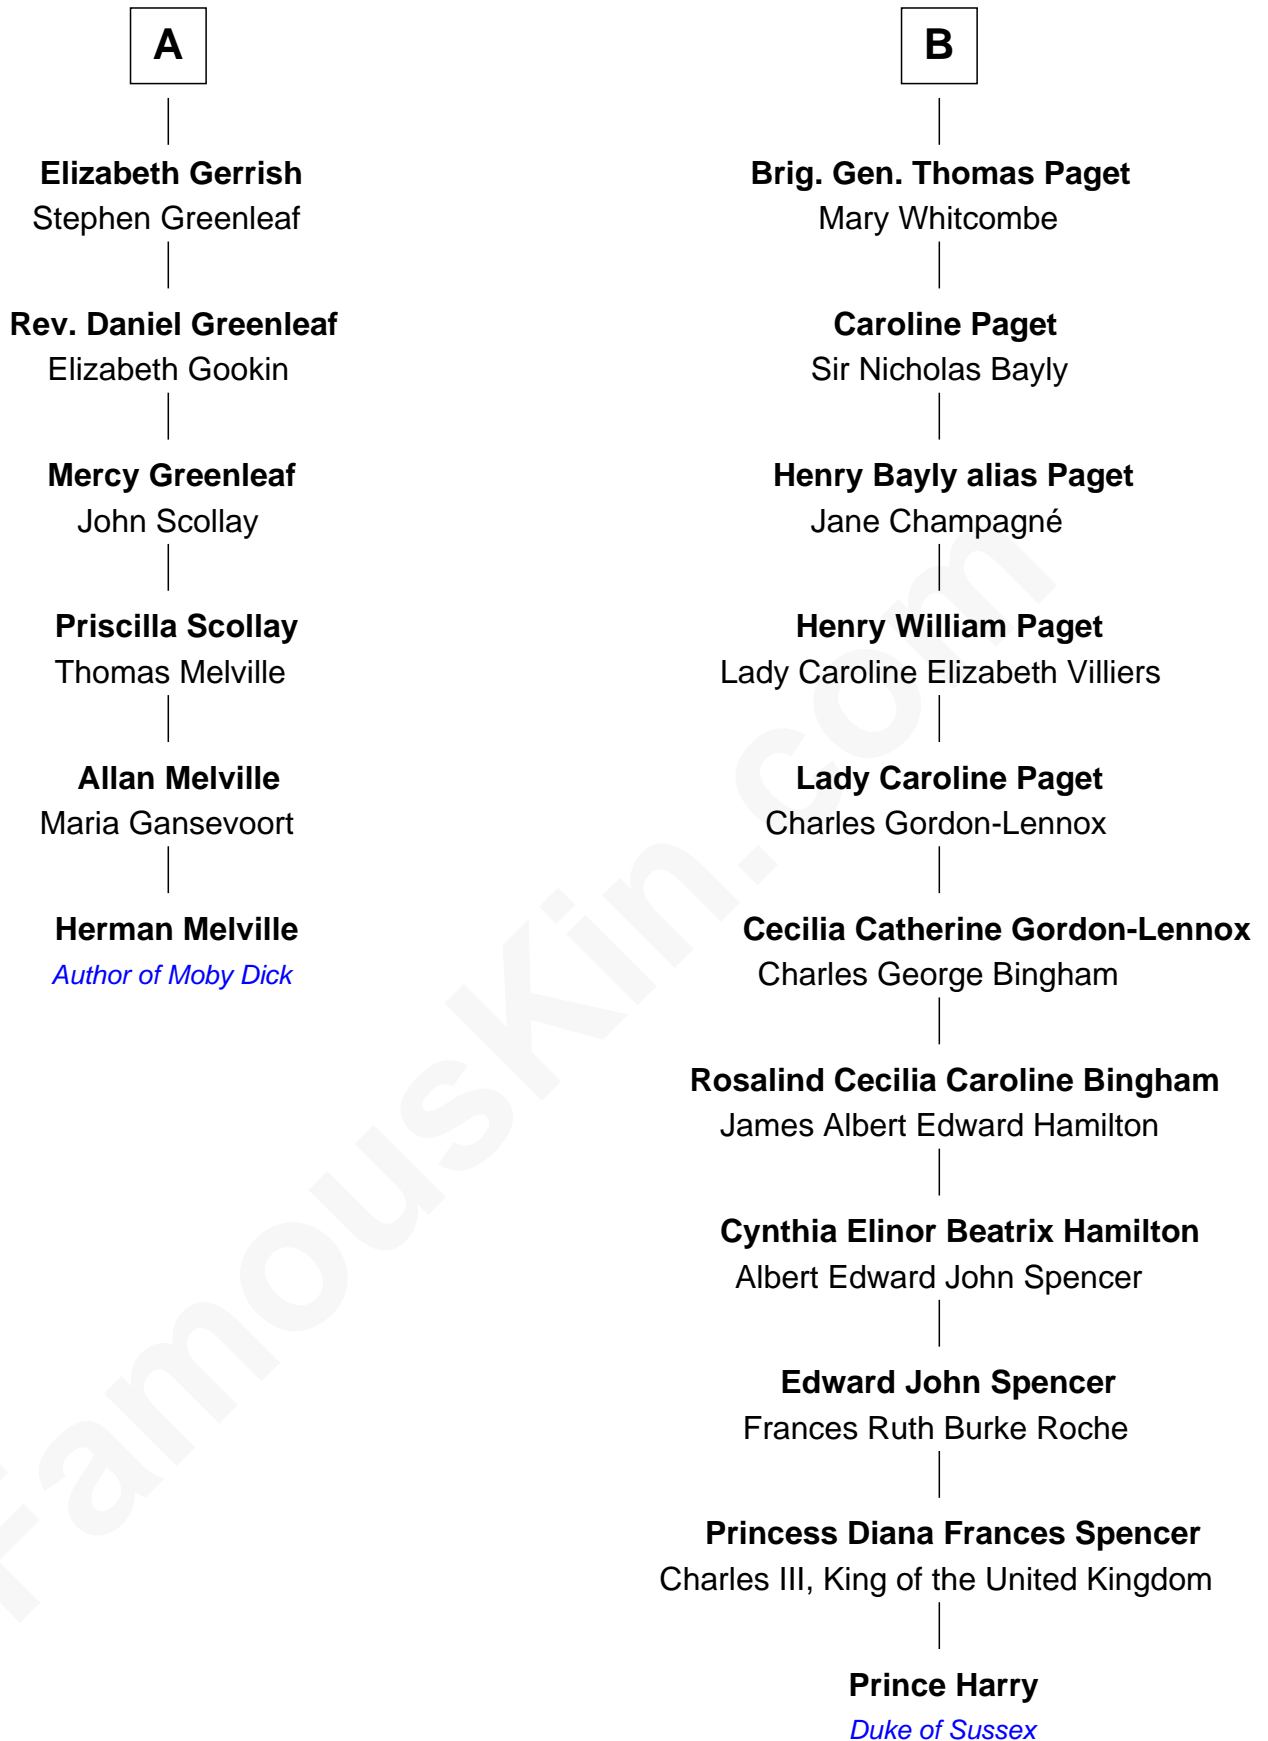 A
Elizabeth Gerrish
Stephen Greenleaf
Rev. Daniel Greenleaf
Elizabeth Gookin
Mercy Greenleaf
John Scollay
Priscilla Scollay
Thomas Melville
Allan Melville
Maria Gansevoort
Herman Melville
Author of Moby Dick
B
Brig. Gen. Thomas Paget
Mary Whitcombe
Caroline Paget
Sir Nicholas Bayly
Henry Bayly alias Paget
Jane Champagné
Henry William Paget
Lady Caroline Elizabeth Villiers
Lady Caroline Paget
Charles Gordon-Lennox
Cecilia Catherine Gordon-Lennox
Charles George Bingham
Rosalind Cecilia Caroline Bingham
James Albert Edward Hamilton
Cynthia Elinor Beatrix Hamilton
Albert Edward John Spencer
Edward John Spencer
Frances Ruth Burke Roche
Princess Diana Frances Spencer
Charles III, King of the United Kingdom
Prince Harry
Duke of Sussex
FamousKin.com